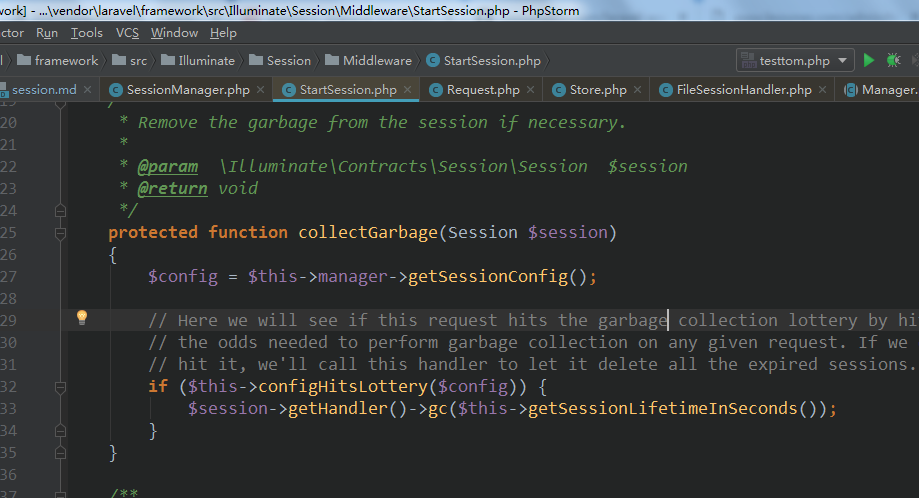 work] - ...\vendor\laravel\framework\src\Illuminate\Session\Middleware\StartSession.php - PhpStorm
ctor Run Tools VCS Window Help
framework src Illuminate Session Middleware StartSession.php testtom.php
session.md SessionManager.php StartSession.php Request.php Store.php FileSessionHandler.php Manager.
19 /
20 * Remove the garbage from the session if necessary.
21 *
22 * @param \Illuminate\Contracts\Session\Session $session
23 * @return void
24 */
25 protected function collectGarbage(Session $session)
26 {
27 $config = $this->manager->getSessionConfig();
28
29 // Here we will see if this request hits the garbage collection lottery by hi
30 // the odds needed to perform garbage collection on any given request. If we
31 // hit it, we'll call this handler to let it delete all the expired sessions.
32 if ($this->configHitsLottery($config)) {
33 $session->getHandler()->gc($this->getSessionLifetimeInSeconds());
34 }
35 }
36
37 /**